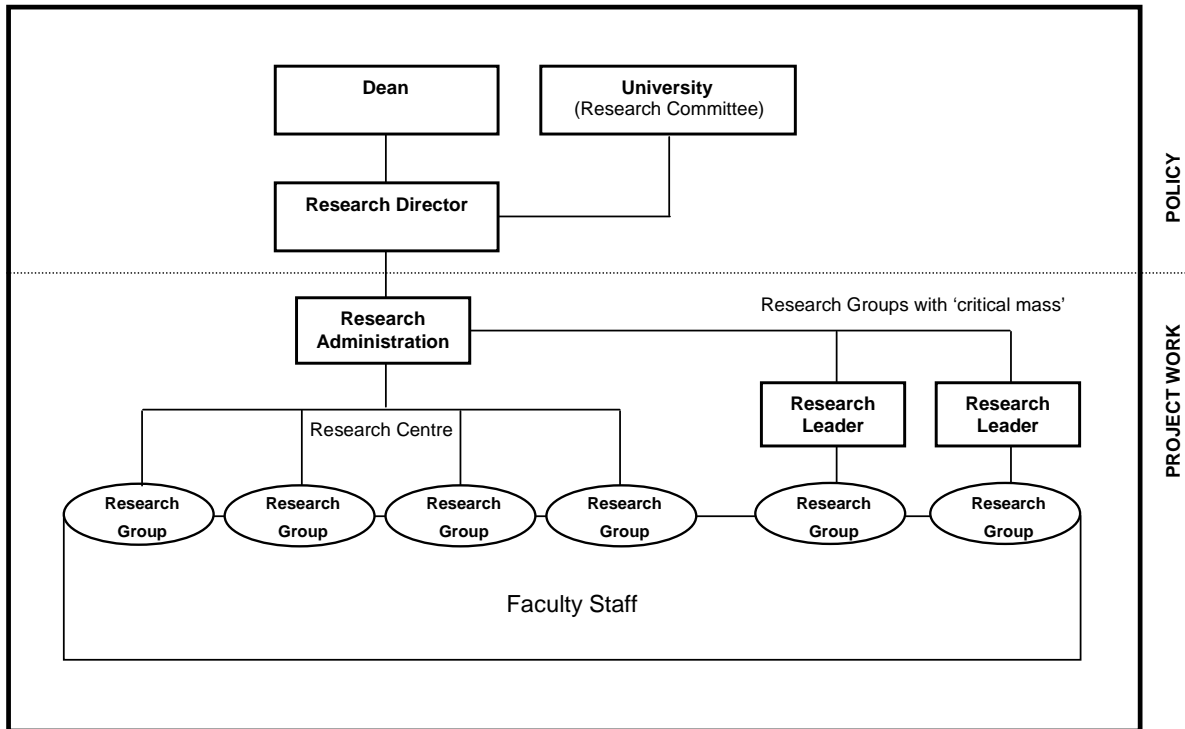 Dean
University
(Research Committee)
Research Director
POLICY
Research
Administration
Research Groups with ‘critical mass’
PROJECT WORK
Research
Leader
Research
Leader
Research Centre
Research
Group
Research
Group
Research
Group
Research
Group
Research
Group
Research
Group
Faculty Staff